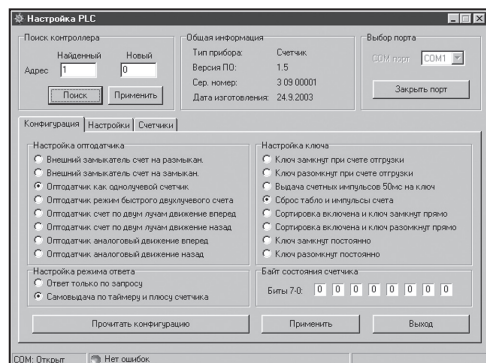 Настройка PLC
Поиск контроллера
Найденный Новый
Адрес 1 0
Поиск Применить
Общая информация
Тип прибора: Счетчик
Версия ПО: 1.5
Сер. номер: 3 09 00001
Дата изготовления: 24.9.2003
Выбор порта
COM порт COM1
Закрыть порт
Конфигурация Настройки Счетчики
Настройка оптодатчика
Внешний замыкатель счет на размыкан.
Внешний замыкатель счет на замыкан.
Оптодатчик как однолучевой счетчик
Оптодатчик режим быстрого двухлучевого счета
Оптодатчик счет по двум лучам движение вперед
Оптодатчик счет по двум лучам движение назад
Оптодатчик аналоговый движение вперед
Оптодатчик аналоговый движение назад
Настройка режима ответа
Ответ только по запросу
Самовыдача по таймеру и плюсу счетчика
Настройка ключа
Ключ замкнут при счете отгрузки
Ключ разомкнут при счете отгрузки
Выдача счетных импульсов 50мс на ключ
Сброс табло и импульсы счета
Сортировка включена и ключ замкнут прямо
Сортировка включена и ключ разомкнут прямо
Ключ замкнут постоянно
Ключ разомкнут постоянно
Байт состояния счетчика
Биты 7-0: 0 0 0 0 0 0 0 0
Прочитать конфигурацию Применить Выход
COM: Открыт Нет ошибок